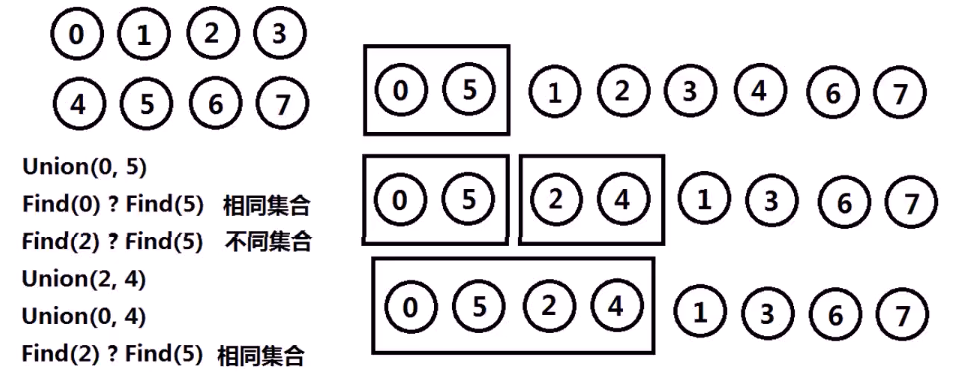 0 1 2 3
4 5 6 7
Union(0, 5)
Find(0) ? Find(5) 相同集合
Find(2) ? Find(5) 不同集合
Union(2, 4)
Union(0, 4)
Find(2) ? Find(5) 相同集合
0 5 1 2 3 4 6 7
0 5 2 4 1 3 6 7
0 5 2 4 1 3 6 7